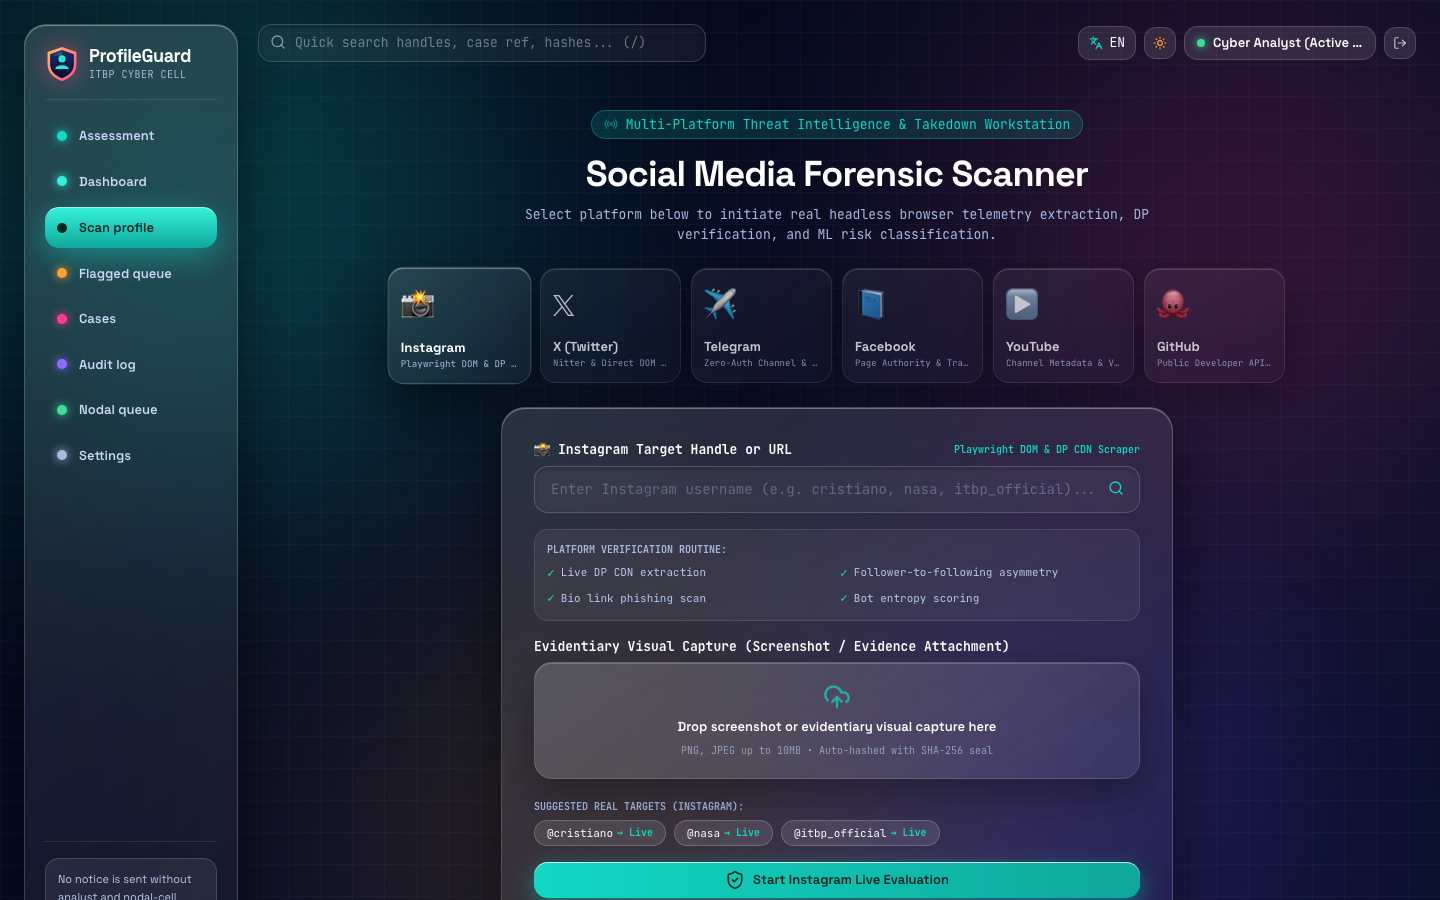 ProfileGuard
ITBP CYBER CELL
Quick search handles, case ref, hashes... (/)
EN
Cyber Analyst (Active ...
Assessment
Dashboard
Scan profile
Flagged queue
Cases
Audit log
Nodal queue
Settings
No notice is sent without
analyst and nodal-cell
Multi-Platform Threat Intelligence & Takedown Workstation
Social Media Forensic Scanner
Select platform below to initiate real headless browser telemetry extraction, DP
verification, and ML risk classification.
Instagram
Playwright DOM & DP …
X (Twitter)
Nitter & Direct DOM …
Telegram
Zero-Auth Channel & …
Facebook
Page Authority & Tra…
YouTube
Channel Metadata & V…
GitHub
Public Developer API…
Instagram Target Handle or URL
Playwright DOM & DP CDN Scraper
Enter Instagram username (e.g. cristiano, nasa, itbp_official)...
PLATFORM VERIFICATION ROUTINE:
✓ Live DP CDN extraction
✓ Follower-to-following asymmetry
✓ Bio link phishing scan
✓ Bot entropy scoring
Evidentiary Visual Capture (Screenshot / Evidence Attachment)
Drop screenshot or evidentiary visual capture here
PNG, JPEG up to 10MB • Auto-hashed with SHA-256 seal
SUGGESTED REAL TARGETS (INSTAGRAM):
@cristiano → Live
@nasa → Live
@itbp_official → Live
Start Instagram Live Evaluation